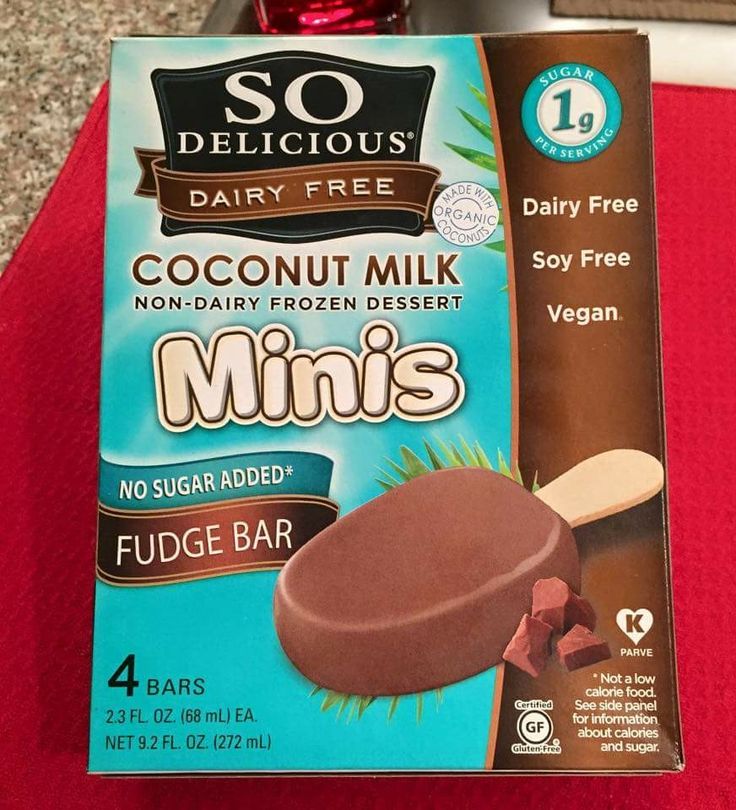 SO
DELICIOUS®
DAIRY FREE
MADE WITH
ORGANIC
COCONUTS
COCONUT MILK
NON-DAIRY FROZEN DESSERT
Minis
NO SUGAR ADDED*
FUDGE BAR
4 BARS
2.3 FL. OZ. (68 mL) EA.
NET 9.2 FL. OZ. (272 mL)
SUGAR
1g
PER SERVING
Dairy Free
Soy Free
Vegan
K
PARVE
*Not a low
calorie food.
See side panel
for information
about calories
and sugar.
Certified
GF
Gluten-Free